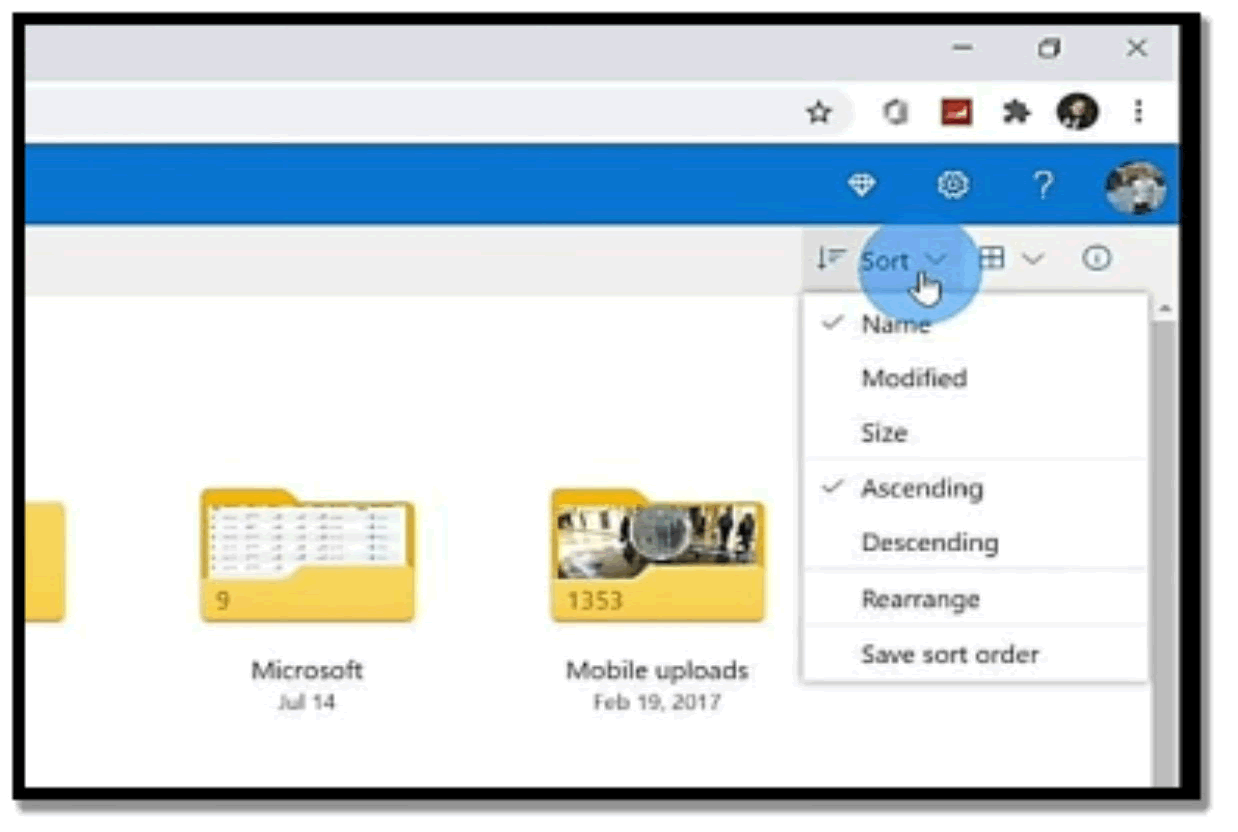 ?
Sort
Name
Modified
Size
Ascending
Descending
Rearrange
Save sort order
9
1353
Microsoft
Mobile uploads
Jul 14
Feb 19, 2017